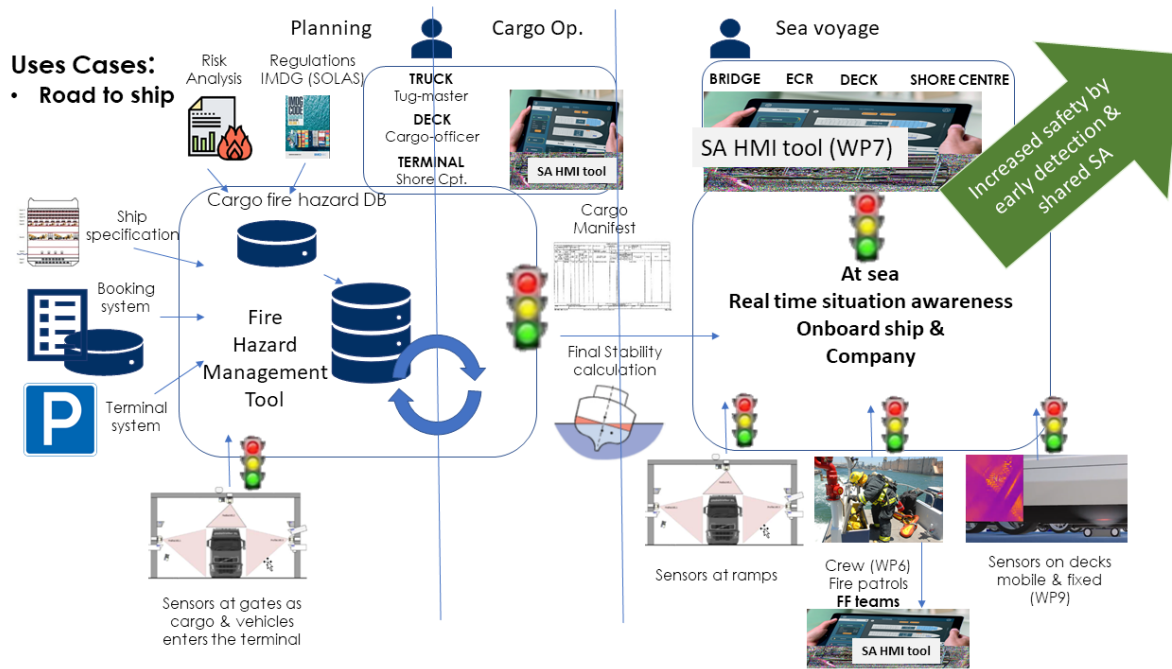 Planning
Cargo Op.
Sea voyage
Uses Cases:
• Road to ship
Risk
Analysis
Regulations
IMDG (SOLAS)
IMDG
CODE
TRUCK
Tug-master
DECK
Cargo-officer
TERMINAL
Shore Cpt.
SA HMI tool
BRIDGE
ECR
DECK
SHORE CENTRE
SA HMI tool (WP7)
Increased safety by
early detection &
shared SA
Cargo fire hazard DB
Ship
specification
Booking
system
P
Terminal
system
Fire
Hazard
Management
Tool
Cargo
Manifest
Final Stability
calculation
At sea
Real time situation awareness
Onboard ship &
Company
Sensors at gates as
cargo & vehicles
enters the terminal
Sensors at ramps
Crew (WP6)
Fire patrols
FF teams
SA HMI tool
Sensors on decks
mobile & fixed
(WP9)